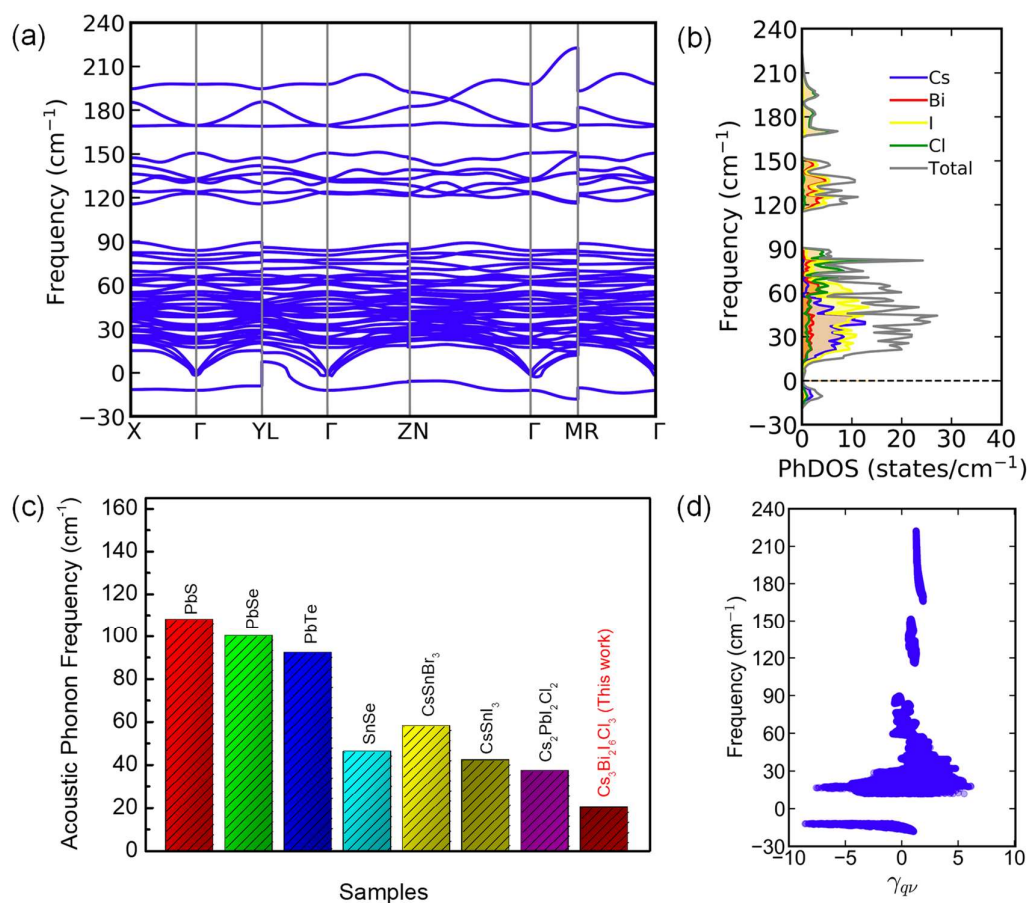 (a)
Frequency (cm⁻¹)
240
210
180
150
120
90
60
30
0
−30
X Γ YL Γ ZN Γ MR Γ
(b)
Frequency (cm⁻¹)
240
210
180
150
120
90
60
30
0
−30
Cs
Bi
I
Cl
Total
0 10 20 30 40
PhDOS (states/cm⁻¹)
(c)
Acoustic Phonon Frequency (cm⁻¹)
160
140
120
100
80
60
40
20
0
PbS
PbSe
PbTe
SnSe
CsSnBr₃
CsSnI₃
Cs₂PbI₂Cl₂
Cs₃Bi₂I₆Cl₃ (This work)
Samples
(d)
Frequency (cm⁻¹)
240
210
180
150
120
90
60
30
0
−30
−10 −5 0 5 10
γqν